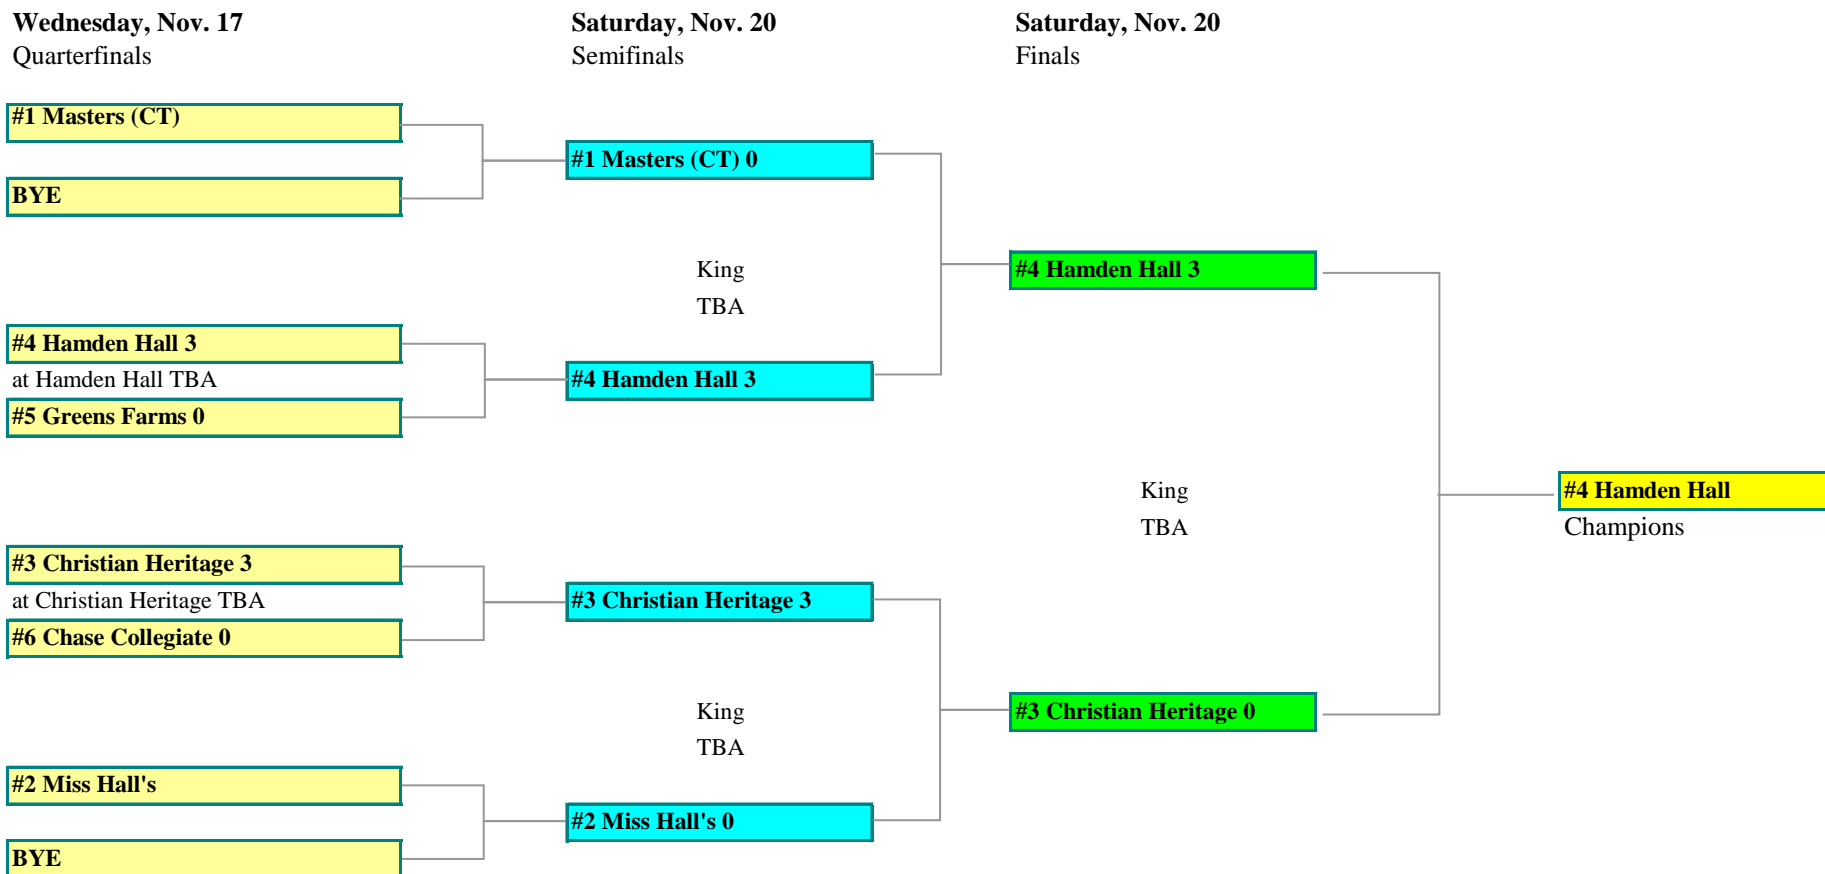 Wednesday, Nov. 17
Quarterfinals
Saturday, Nov. 20
Semifinals
Saturday, Nov. 20
Finals
#1 Masters (CT)
BYE
#4 Hamden Hall 3
at Hamden Hall TBA
#5 Greens Farms 0
#3 Christian Heritage 3
at Christian Heritage TBA
#6 Chase Collegiate 0
#2 Miss Hall's
BYE
#1 Masters (CT) 0
King
TBA
#4 Hamden Hall 3
#3 Christian Heritage 3
King
TBA
#2 Miss Hall's 0
#4 Hamden Hall 3
King
TBA
#3 Christian Heritage 0
#4 Hamden Hall
Champions